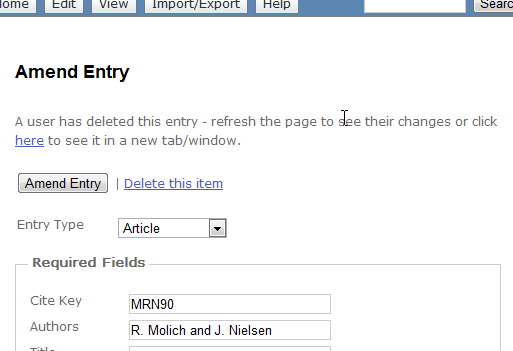 Home Edit View Import/Export Help Searc
Amend Entry
A user has deleted this entry - refresh the page to see their changes or click
here to see it in a new tab/window.
Amend Entry | Delete this item
Entry Type Article
Required Fields
Cite Key MRN90
Authors R. Molich and J. Nielsen
Title